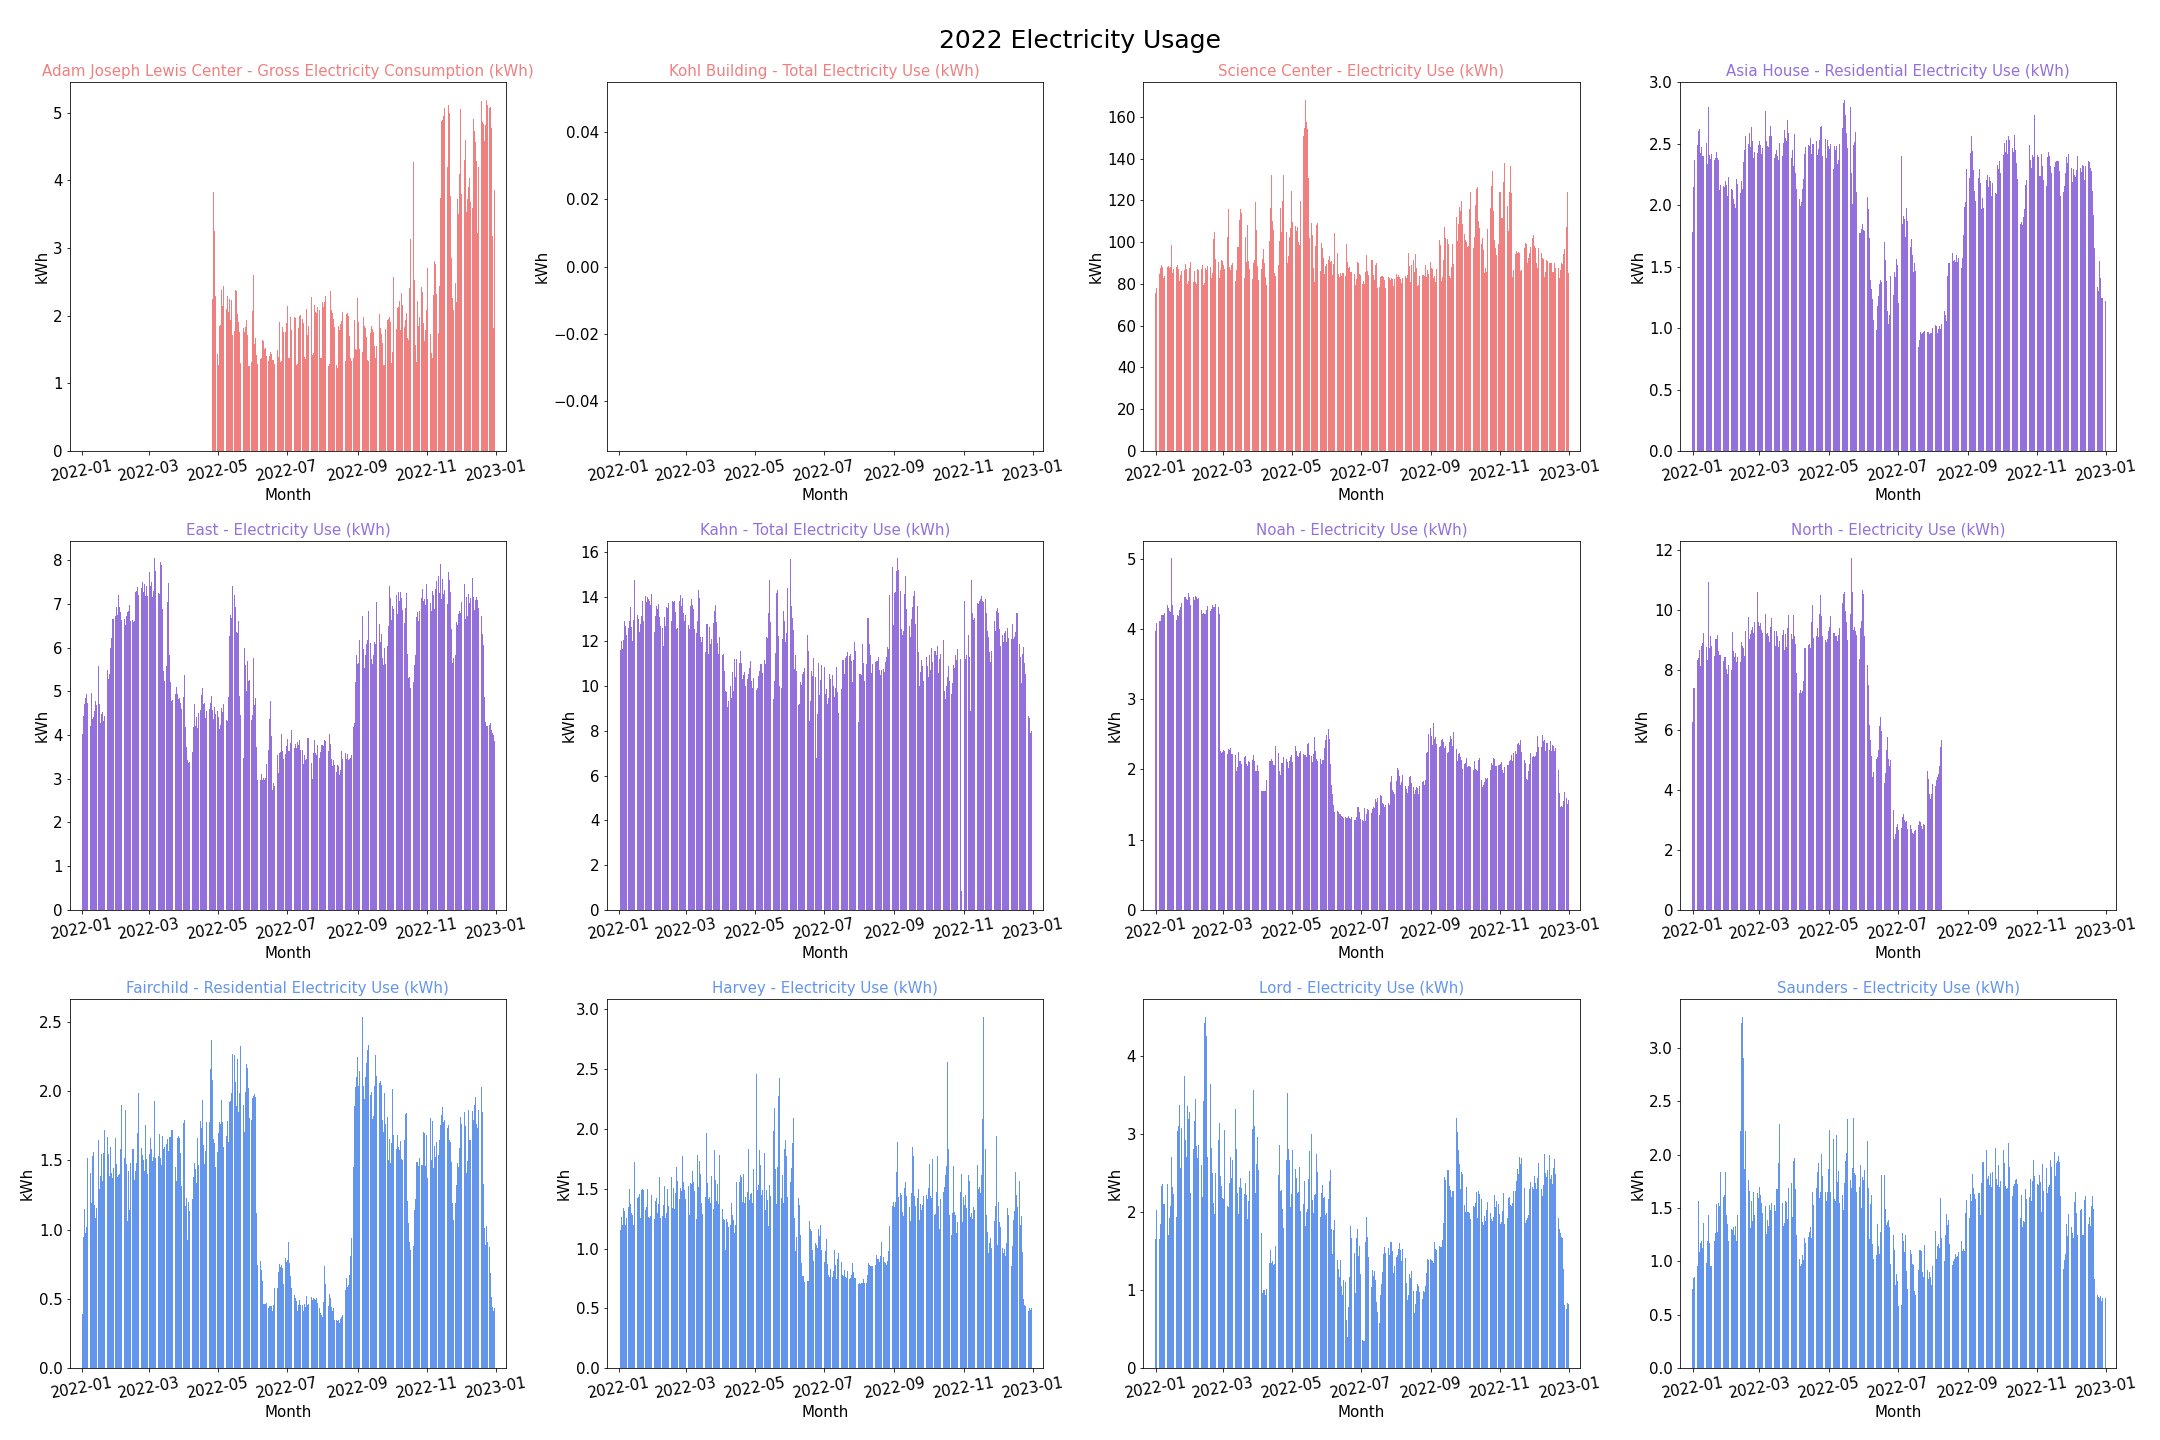 2022 Electricity Usage
Adam Joseph Lewis Center - Gross Electricity Consumption (kWh)
kWh
5
4
3
2
1
0
2022-01 2022-03 2022-05 2022-07 2022-09 2022-11 2023-01
Month
Kohl Building - Total Electricity Use (kWh)
kWh
0.04
0.02
0.00
−0.02
−0.04
2022-01 2022-03 2022-05 2022-07 2022-09 2022-11 2023-01
Month
Science Center - Electricity Use (kWh)
kWh
160
140
120
100
80
60
40
20
0
2022-01 2022-03 2022-05 2022-07 2022-09 2022-11 2023-01
Month
Asia House - Residential Electricity Use (kWh)
kWh
3.0
2.5
2.0
1.5
1.0
0.5
0.0
2022-01 2022-03 2022-05 2022-07 2022-09 2022-11 2023-01
Month
East - Electricity Use (kWh)
kWh
8
7
6
5
4
3
2
1
0
2022-01 2022-03 2022-05 2022-07 2022-09 2022-11 2023-01
Month
Kahn - Total Electricity Use (kWh)
kWh
16
14
12
10
8
6
4
2
0
2022-01 2022-03 2022-05 2022-07 2022-09 2022-11 2023-01
Month
Noah - Electricity Use (kWh)
kWh
5
4
3
2
1
0
2022-01 2022-03 2022-05 2022-07 2022-09 2022-11 2023-01
Month
North - Electricity Use (kWh)
kWh
12
10
8
6
4
2
0
2022-01 2022-03 2022-05 2022-07 2022-09 2022-11 2023-01
Month
Fairchild - Residential Electricity Use (kWh)
kWh
2.5
2.0
1.5
1.0
0.5
0.0
2022-01 2022-03 2022-05 2022-07 2022-09 2022-11 2023-01
Month
Harvey - Electricity Use (kWh)
kWh
3.0
2.5
2.0
1.5
1.0
0.5
0.0
2022-01 2022-03 2022-05 2022-07 2022-09 2022-11 2023-01
Month
Lord - Electricity Use (kWh)
kWh
4
3
2
1
0
2022-01 2022-03 2022-05 2022-07 2022-09 2022-11 2023-01
Month
Saunders - Electricity Use (kWh)
kWh
3.0
2.5
2.0
1.5
1.0
0.5
0.0
2022-01 2022-03 2022-05 2022-07 2022-09 2022-11 2023-01
Month